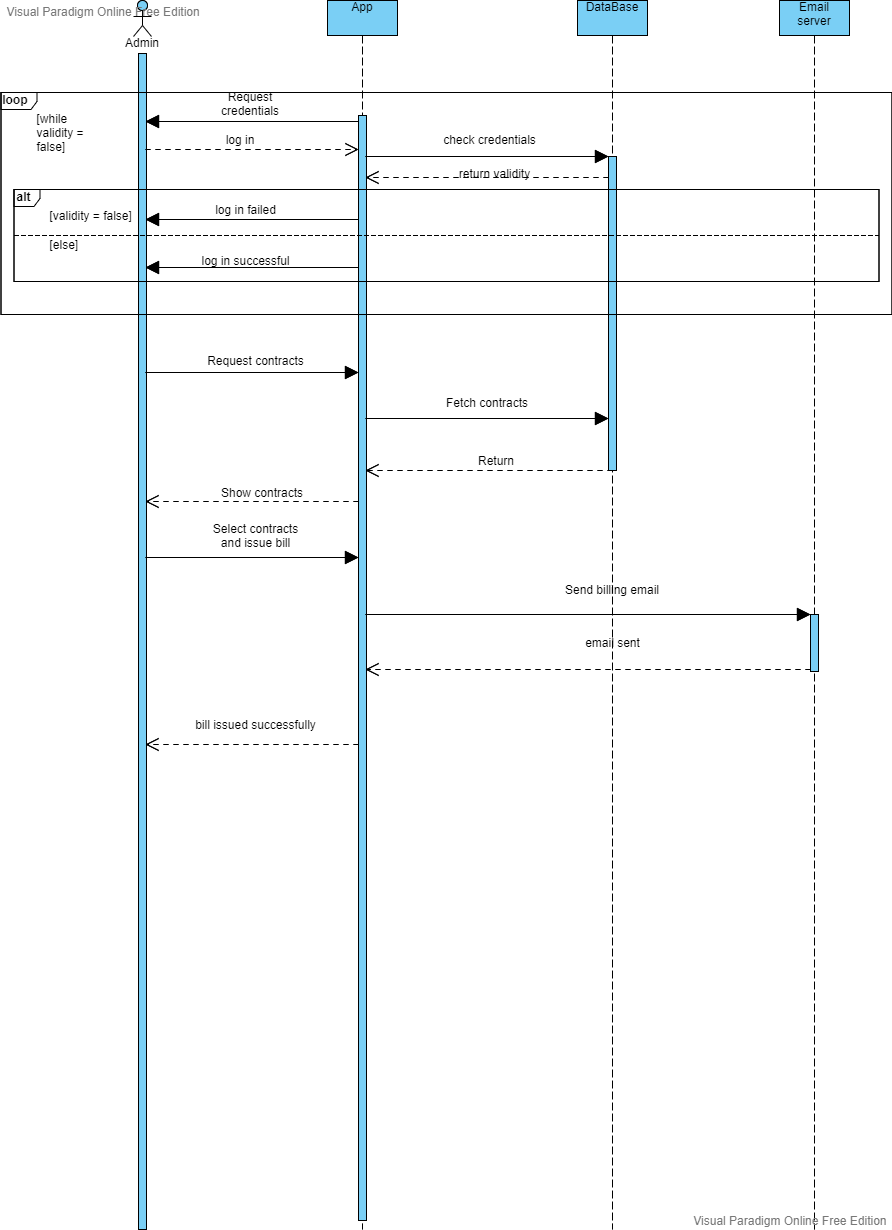 Visual Paradigm Online Free Edition
Admin
App
DataBase
Email
server
loop
[while
validity =
false]
Request
credentials
log in
check credentials
return validity
alt
[validity = false]
log in failed
[else]
log in successful
Request contracts
Fetch contracts
Return
Show contracts
Select contracts
and issue bill
Send billing email
email sent
bill issued successfully
Visual Paradigm Online Free Edition